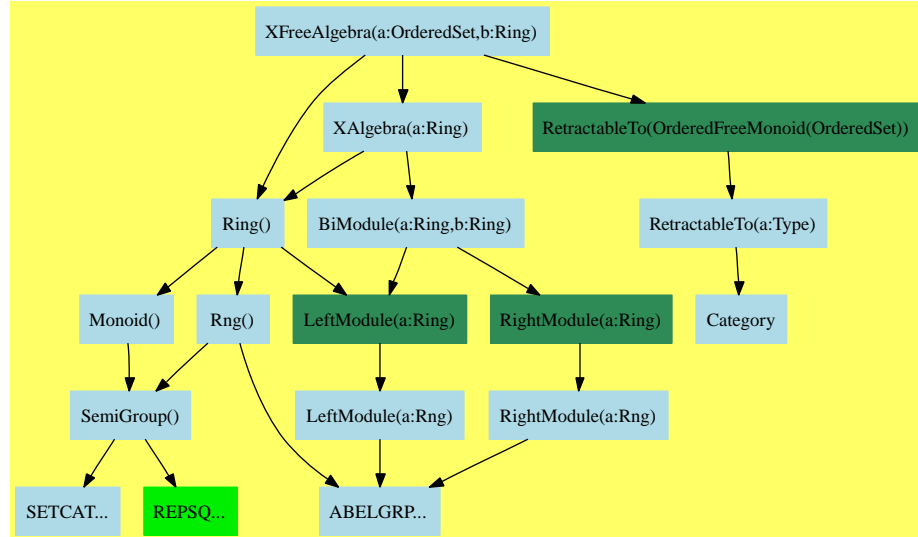 XFreeAlgebra(a:OrderedSet,b:Ring)
XAlgebra(a:Ring)
RetractableTo(OrderedFreeMonoid(OrderedSet))
Ring()
BiModule(a:Ring,b:Ring)
RetractableTo(a:Type)
Monoid()
Rng()
LeftModule(a:Ring)
RightModule(a:Ring)
Category
SemiGroup()
LeftModule(a:Rng)
RightModule(a:Rng)
SETCAT...
REPSQ...
ABELGRP...